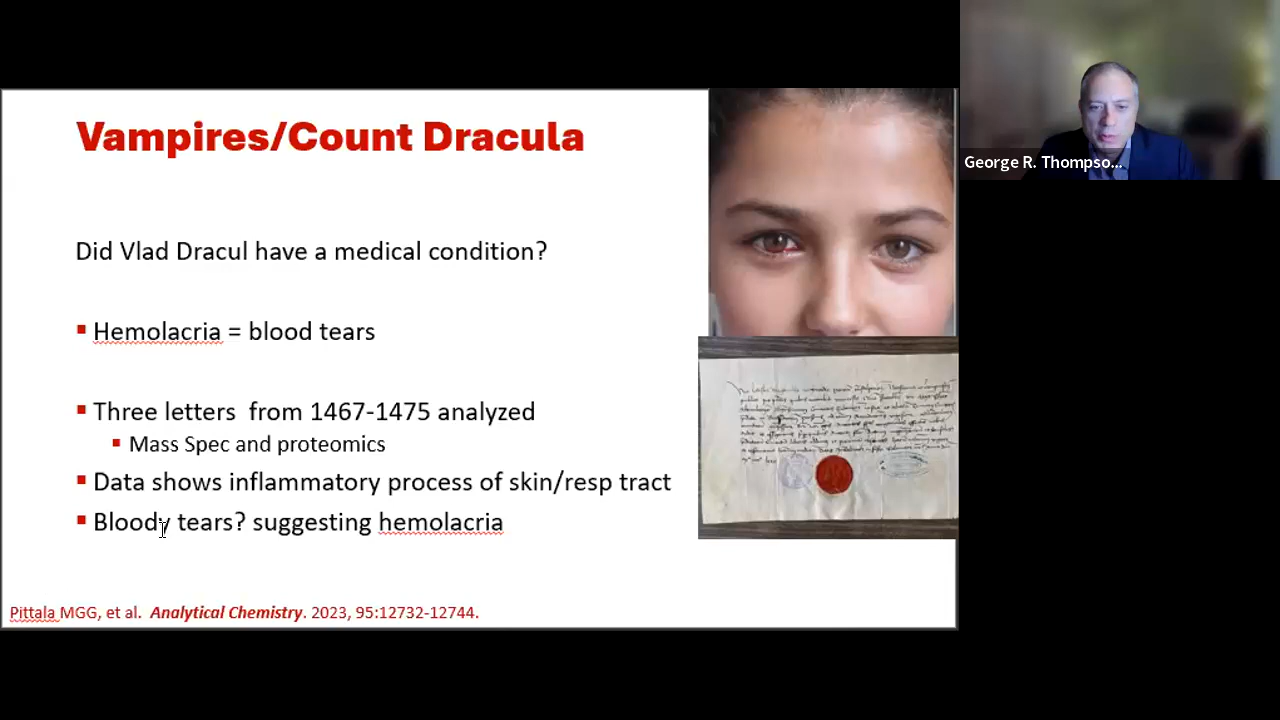 Vampires/Count Dracula
Did Vlad Dracul have a medical condition?
Hemolacria = blood tears
Three letters from 1467-1475 analyzed
Mass Spec and proteomics
Data shows inflammatory process of skin/resp tract
Bloody tears? suggesting hemolacria
Pittala MGG, et al. Analytical Chemistry. 2023, 95:12732-12744.
George R. Thompso...